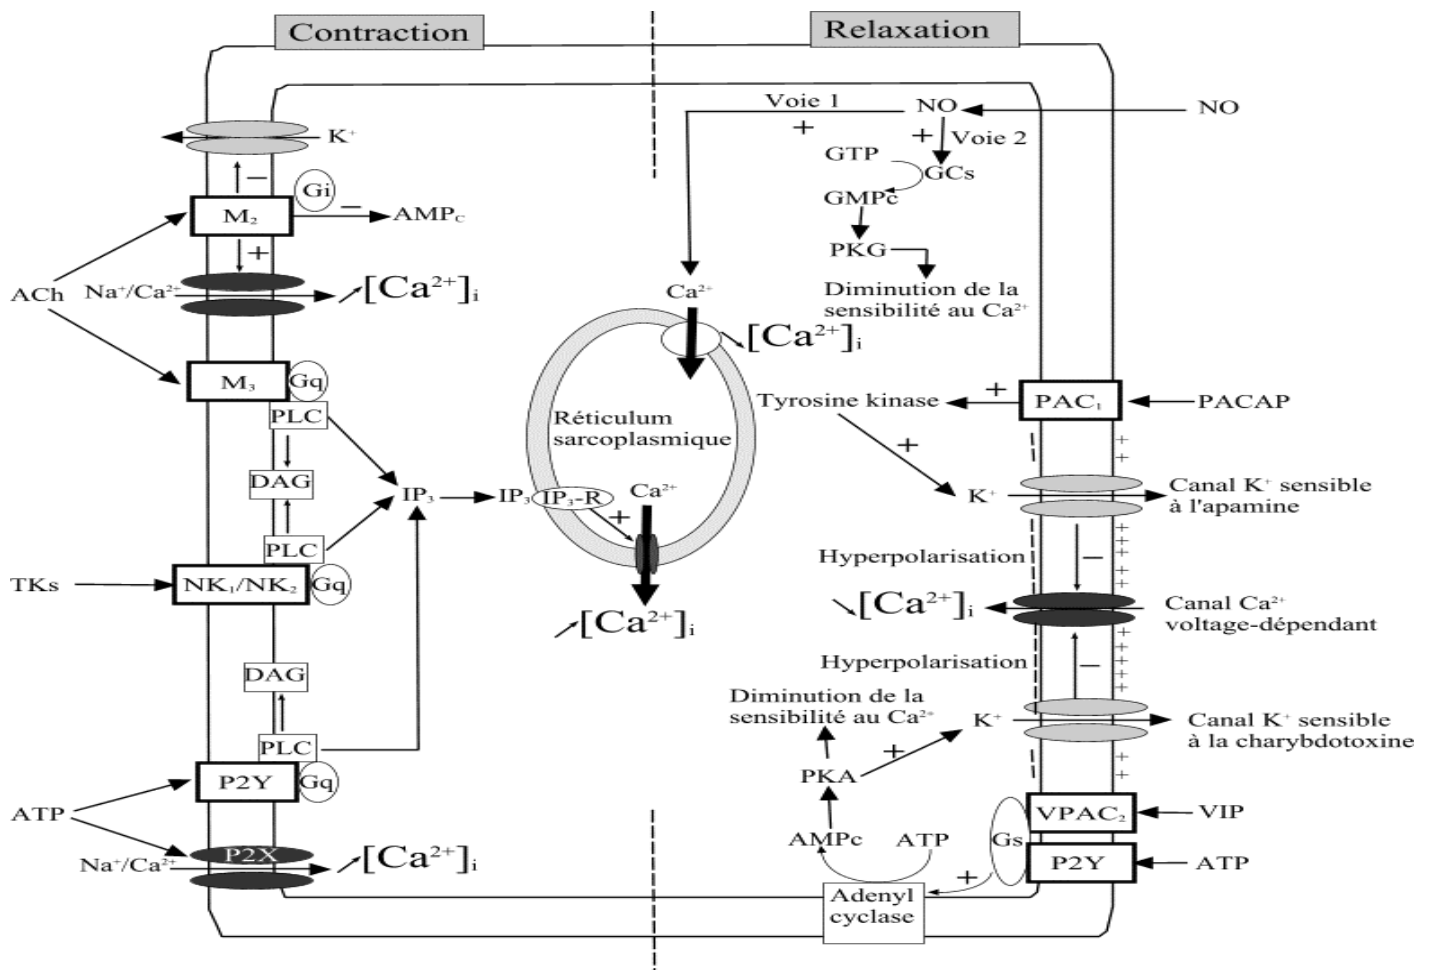 Contraction
Relaxation
K⁺
Gi
M₂
−
−
AMPc
+
ACh
Na⁺/Ca²⁺
[Ca²⁺]i
M₃
Gq
PLC
DAG
IP₃
PLC
TKs
NK₁/NK₂
Gq
DAG
PLC
P2Y
Gq
ATP
P2X
Na⁺/Ca²⁺
[Ca²⁺]i
IP₃
IP₃-R
Réticulum
sarcoplasmique
Ca²⁺
+
[Ca²⁺]i
Voie 1
+
NO
NO
+
Voie 2
GTP
GCs
GMPc
PKG
Diminution de la
sensibilité au Ca²⁺
Ca²⁺
[Ca²⁺]i
Tyrosine kinase
+
PAC₁
PACAP
+
+
+
K⁺
Canal K⁺ sensible
à l'apamine
+
+
+
+
+
Hyperpolarisation
−
[Ca²⁺]i
Canal Ca²⁺
voltage-dépendant
Hyperpolarisation
−
+
+
+
+
+
Diminution de la
sensibilité au Ca²⁺
K⁺
Canal K⁺ sensible
à la charybdotoxine
+
PKA
+
+
AMPc
ATP
Gs
VPAC₂
VIP
P2Y
ATP
+
Adenyl
cyclase